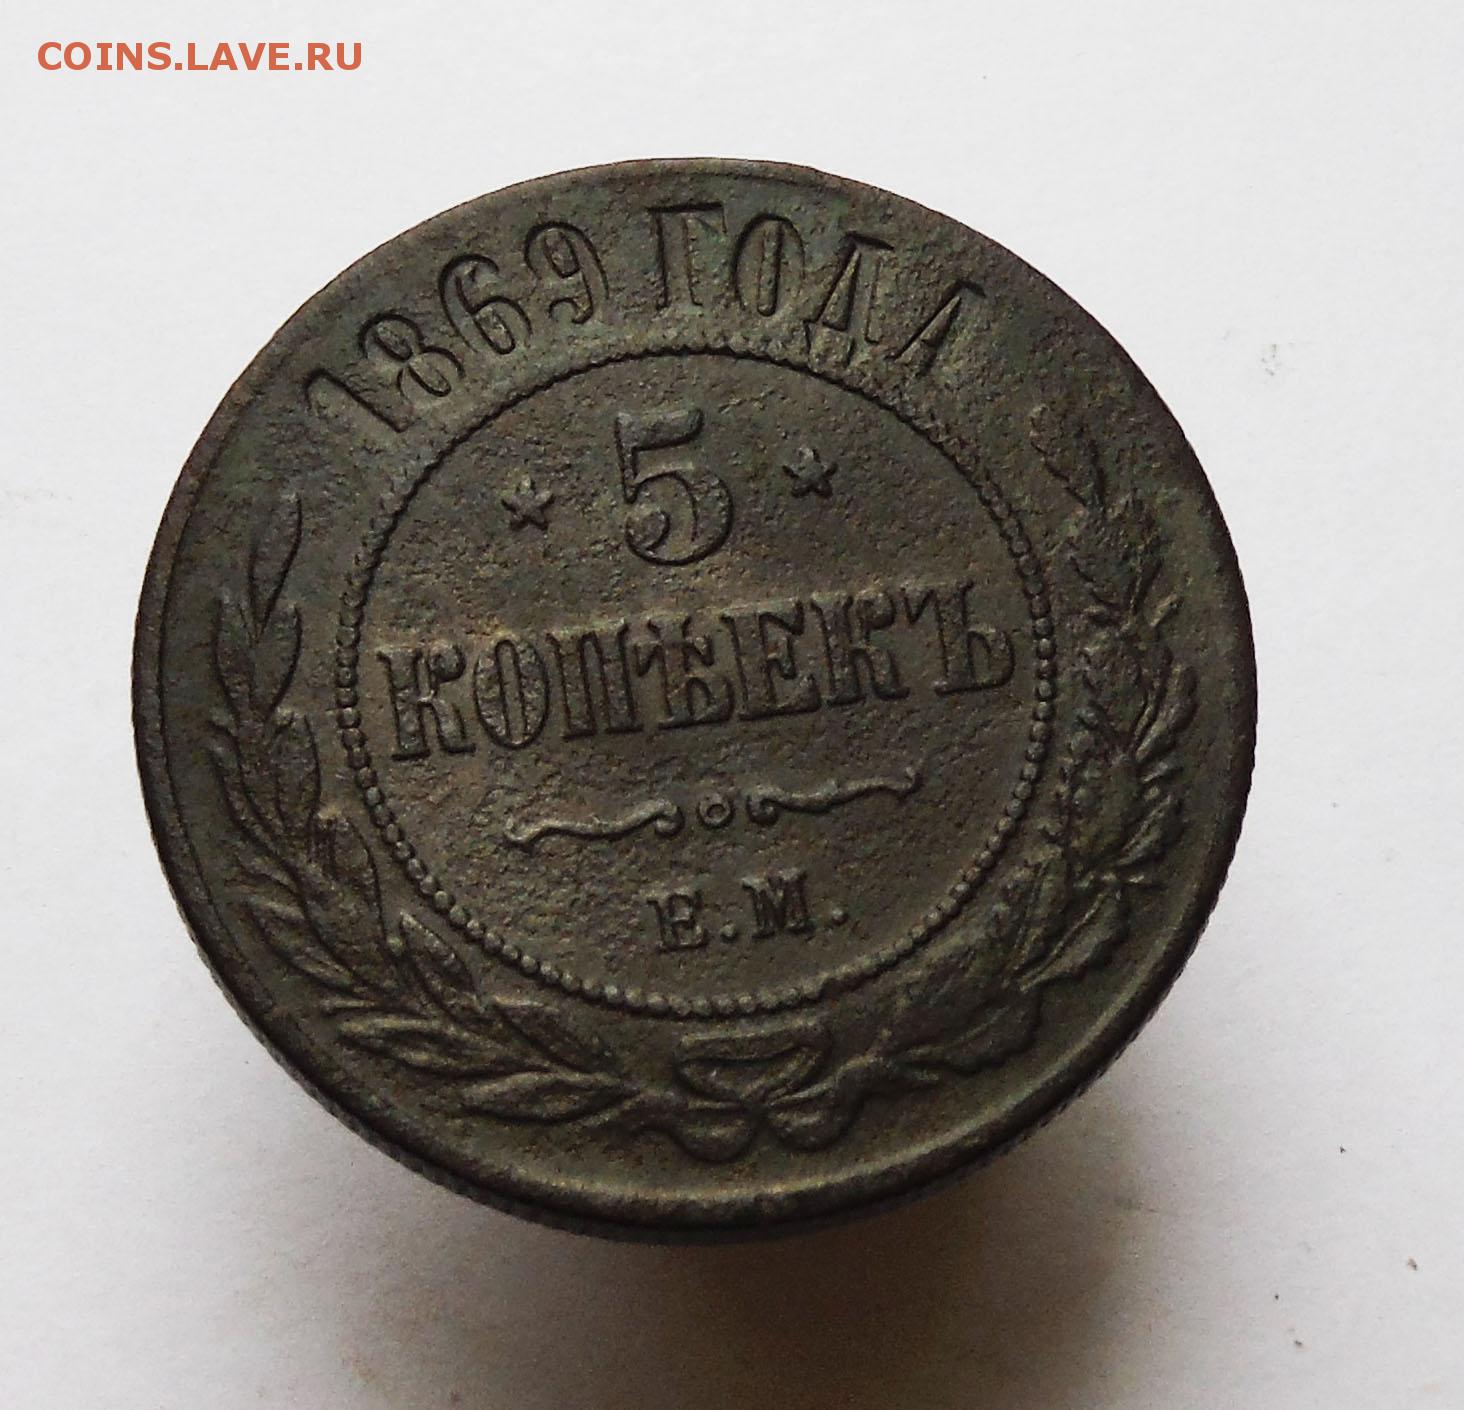 COINS.LAVE.RU
1869 ГОДА
5
КОПѢЕКЪ
Е.М.